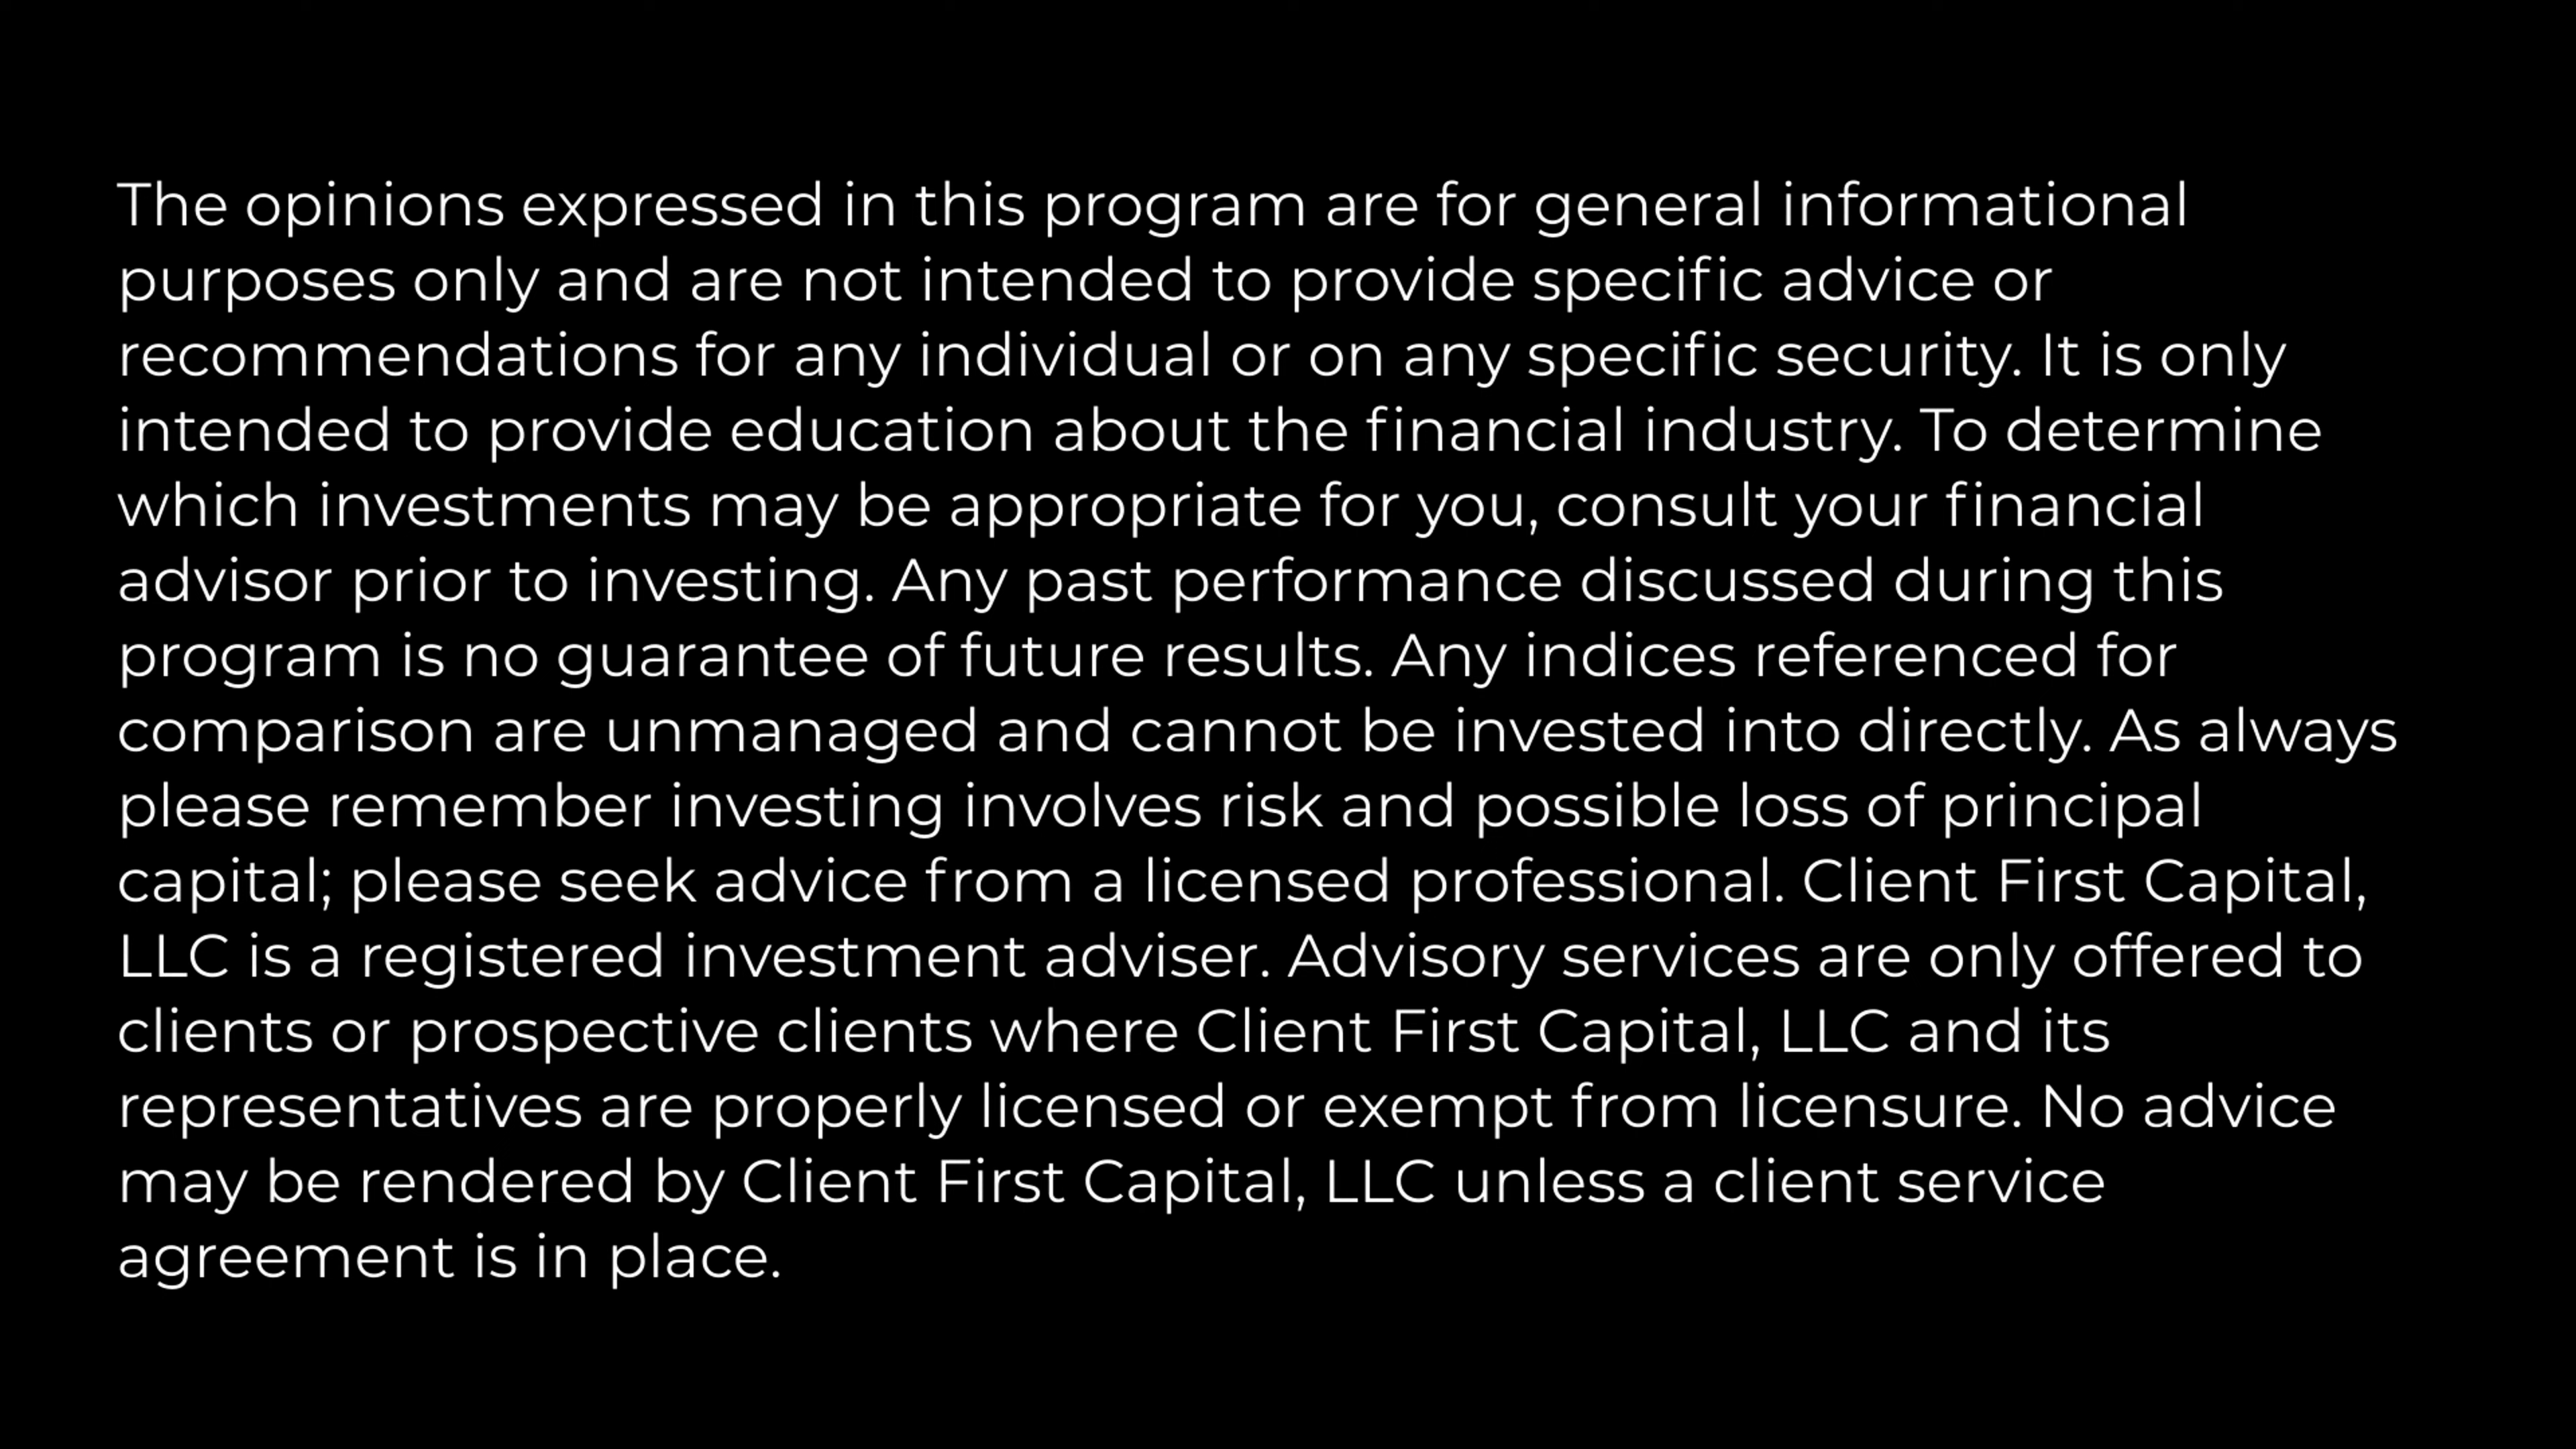 The opinions expressed in this program are for general informational
purposes only and are not intended to provide specific advice or
recommendations for any individual or on any specific security. It is only
intended to provide education about the financial industry. To determine
which investments may be appropriate for you, consult your financial
advisor prior to investing. Any past performance discussed during this
program is no guarantee of future results. Any indices referenced for
comparison are unmanaged and cannot be invested into directly. As always
please remember investing involves risk and possible loss of principal
capital; please seek advice from a licensed professional. Client First Capital,
LLC is a registered investment adviser. Advisory services are only offered to
clients or prospective clients where Client First Capital, LLC and its
representatives are properly licensed or exempt from licensure. No advice
may be rendered by Client First Capital, LLC unless a client service
agreement is in place.